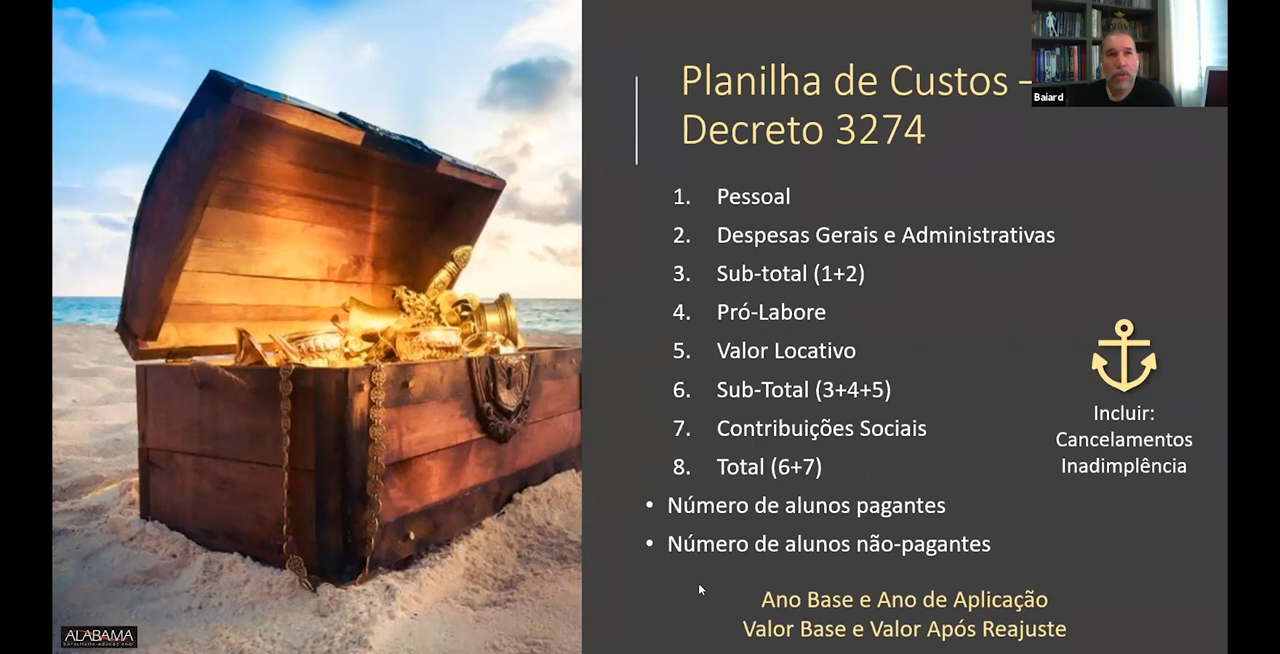 Planilha de Custos –
Decreto 3274
Baiard
1. Pessoal
2. Despesas Gerais e Administrativas
3. Sub-total (1+2)
4. Pró-Labore
5. Valor Locativo
6. Sub-Total (3+4+5)
7. Contribuições Sociais
8. Total (6+7)
• Número de alunos pagantes
• Número de alunos não-pagantes
Incluir:
Cancelamentos
Inadimplência
Ano Base e Ano de Aplicação
Valor Base e Valor Após Reajuste
ALABAMA